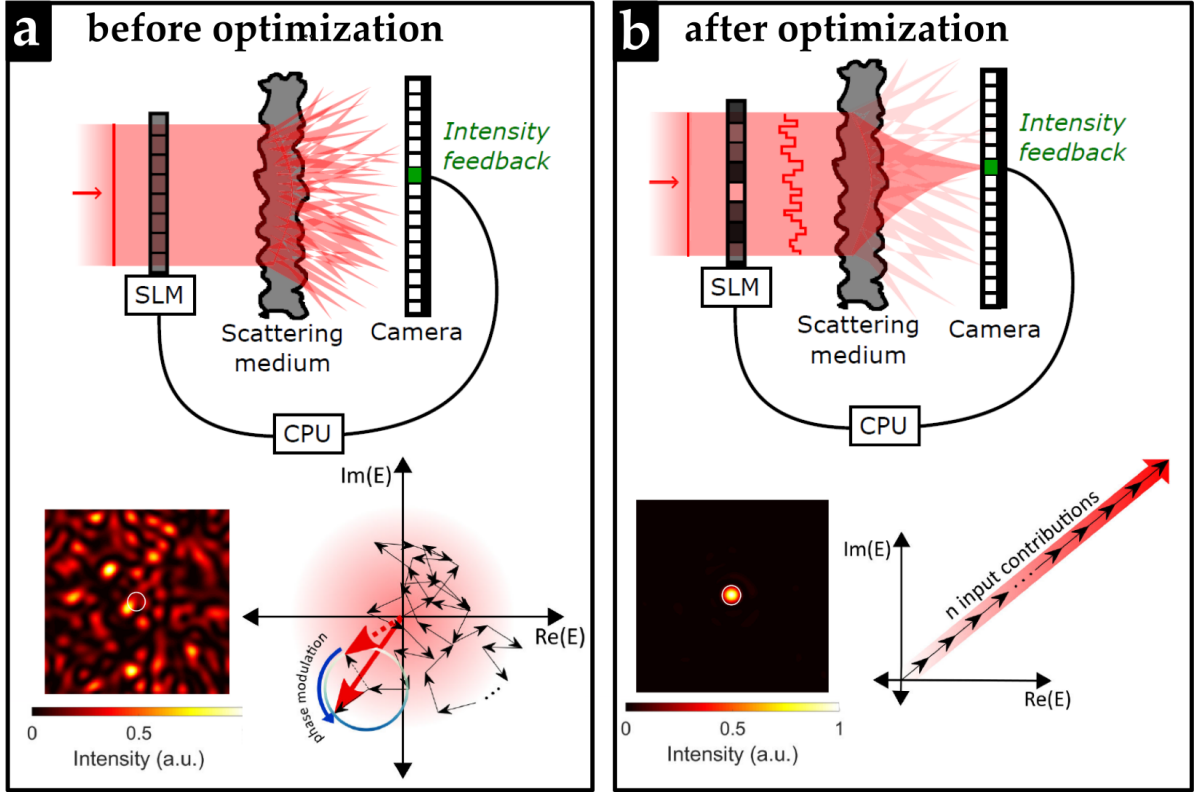 a before optimization
Intensity
feedback
SLM
Scattering
medium
Camera
CPU
Im(E)
Re(E)
phase modulation
...
0
0.5
Intensity (a.u.)
b after optimization
Intensity
feedback
SLM
Scattering
medium
Camera
CPU
Im(E)
n input contributions
...
Re(E)
0
0.5
1
Intensity (a.u.)